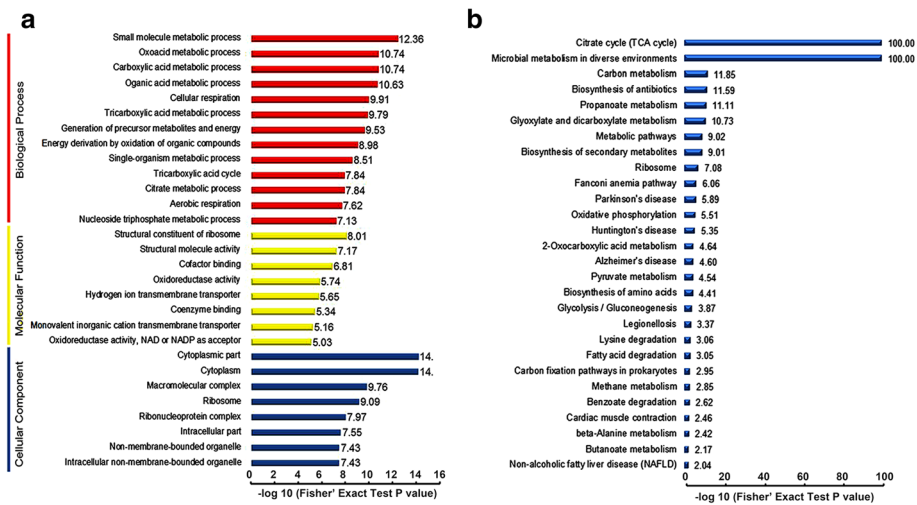 a
Biological Process
Small molecule metabolic process 12.36
Oxoacid metabolic process 10.74
Carboxylic acid metabolic process 10.74
Oganic acid metabolic process 10.63
Cellular respiration 9.91
Tricarboxylic acid metabolic process 9.79
Generation of precursor metabolites and energy 9.53
Energy derivation by oxidation of organic compounds 8.98
Single-organism metabolic process 8.51
Tricarboxylic acid cycle 7.84
Citrate metabolic process 7.84
Aerobic respiration 7.62
Nucleoside triphosphate metabolic process 7.13
Molecular Function
Structural constituent of ribosome 8.01
Structural molecule activity 7.17
Cofactor binding 6.81
Oxidoreductase activity 5.74
Hydrogen ion transmembrane transporter 5.65
Coenzyme binding 5.34
Monovalent inorganic cation transmembrane transporter 5.16
Oxidoreductase activity, NAD or NADP as acceptor 5.03
Cellular Component
Cytoplasmic part 14.
Cytoplasm 14.
Macromolecular complex 9.76
Ribosome 9.09
Ribonucleoprotein complex 7.97
Intracellular part 7.55
Non-membrane-bounded organelle 7.43
Intracellular non-membrane-bounded organelle 7.43
0 2 4 6 8 10 12 14 16
-log 10 (Fisher' Exact Test P value)
b
Citrate cycle (TCA cycle) 100.00
Microbial metabolism in diverse environments 100.00
Carbon metabolism 11.85
Biosynthesis of antibiotics 11.59
Propanoate metabolism 11.11
Glyoxylate and dicarboxylate metabolism 10.73
Metabolic pathways 9.02
Biosynthesis of secondary metabolites 9.01
Ribosome 7.08
Fanconi anemia pathway 6.06
Parkinson's disease 5.89
Oxidative phosphorylation 5.51
Huntington's disease 5.35
2-Oxocarboxylic acid metabolism 4.64
Alzheimer's disease 4.60
Pyruvate metabolism 4.54
Biosynthesis of amino acids 4.41
Glycolysis / Gluconeogenesis 3.87
Legionellosis 3.37
Lysine degradation 3.06
Fatty acid degradation 3.05
Carbon fixation pathways in prokaryotes 2.95
Methane metabolism 2.85
Benzoate degradation 2.62
Cardiac muscle contraction 2.46
beta-Alanine metabolism 2.42
Butanoate metabolism 2.17
Non-alcoholic fatty liver disease (NAFLD) 2.04
0 20 40 60 80 100
-log 10 (Fisher' Exact Test P value)